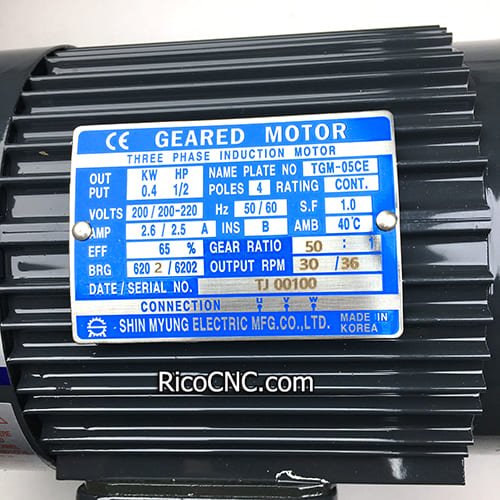 CE GEARED MOTOR
THREE PHASE INDUCTION MOTOR
OUT PUT KW 0.4 HP 1/2 NAME PLATE NO TGM-05CE
POLES 4 RATING CONT.
VOLTS 200/200-220 Hz 50/60 S.F 1.0
AMP 2.6/2.5 A INS B AMB 40°C
EFF 65 % GEAR RATIO 50 : 1
BRG 6202/6202 OUTPUT RPM 30/36
DATE/SERIAL NO. TJ 00100
CONNECTION U V W
SHIN MYUNG ELECTRIC MFG.CO.,LTD. MADE IN KOREA
RicoCNC.com